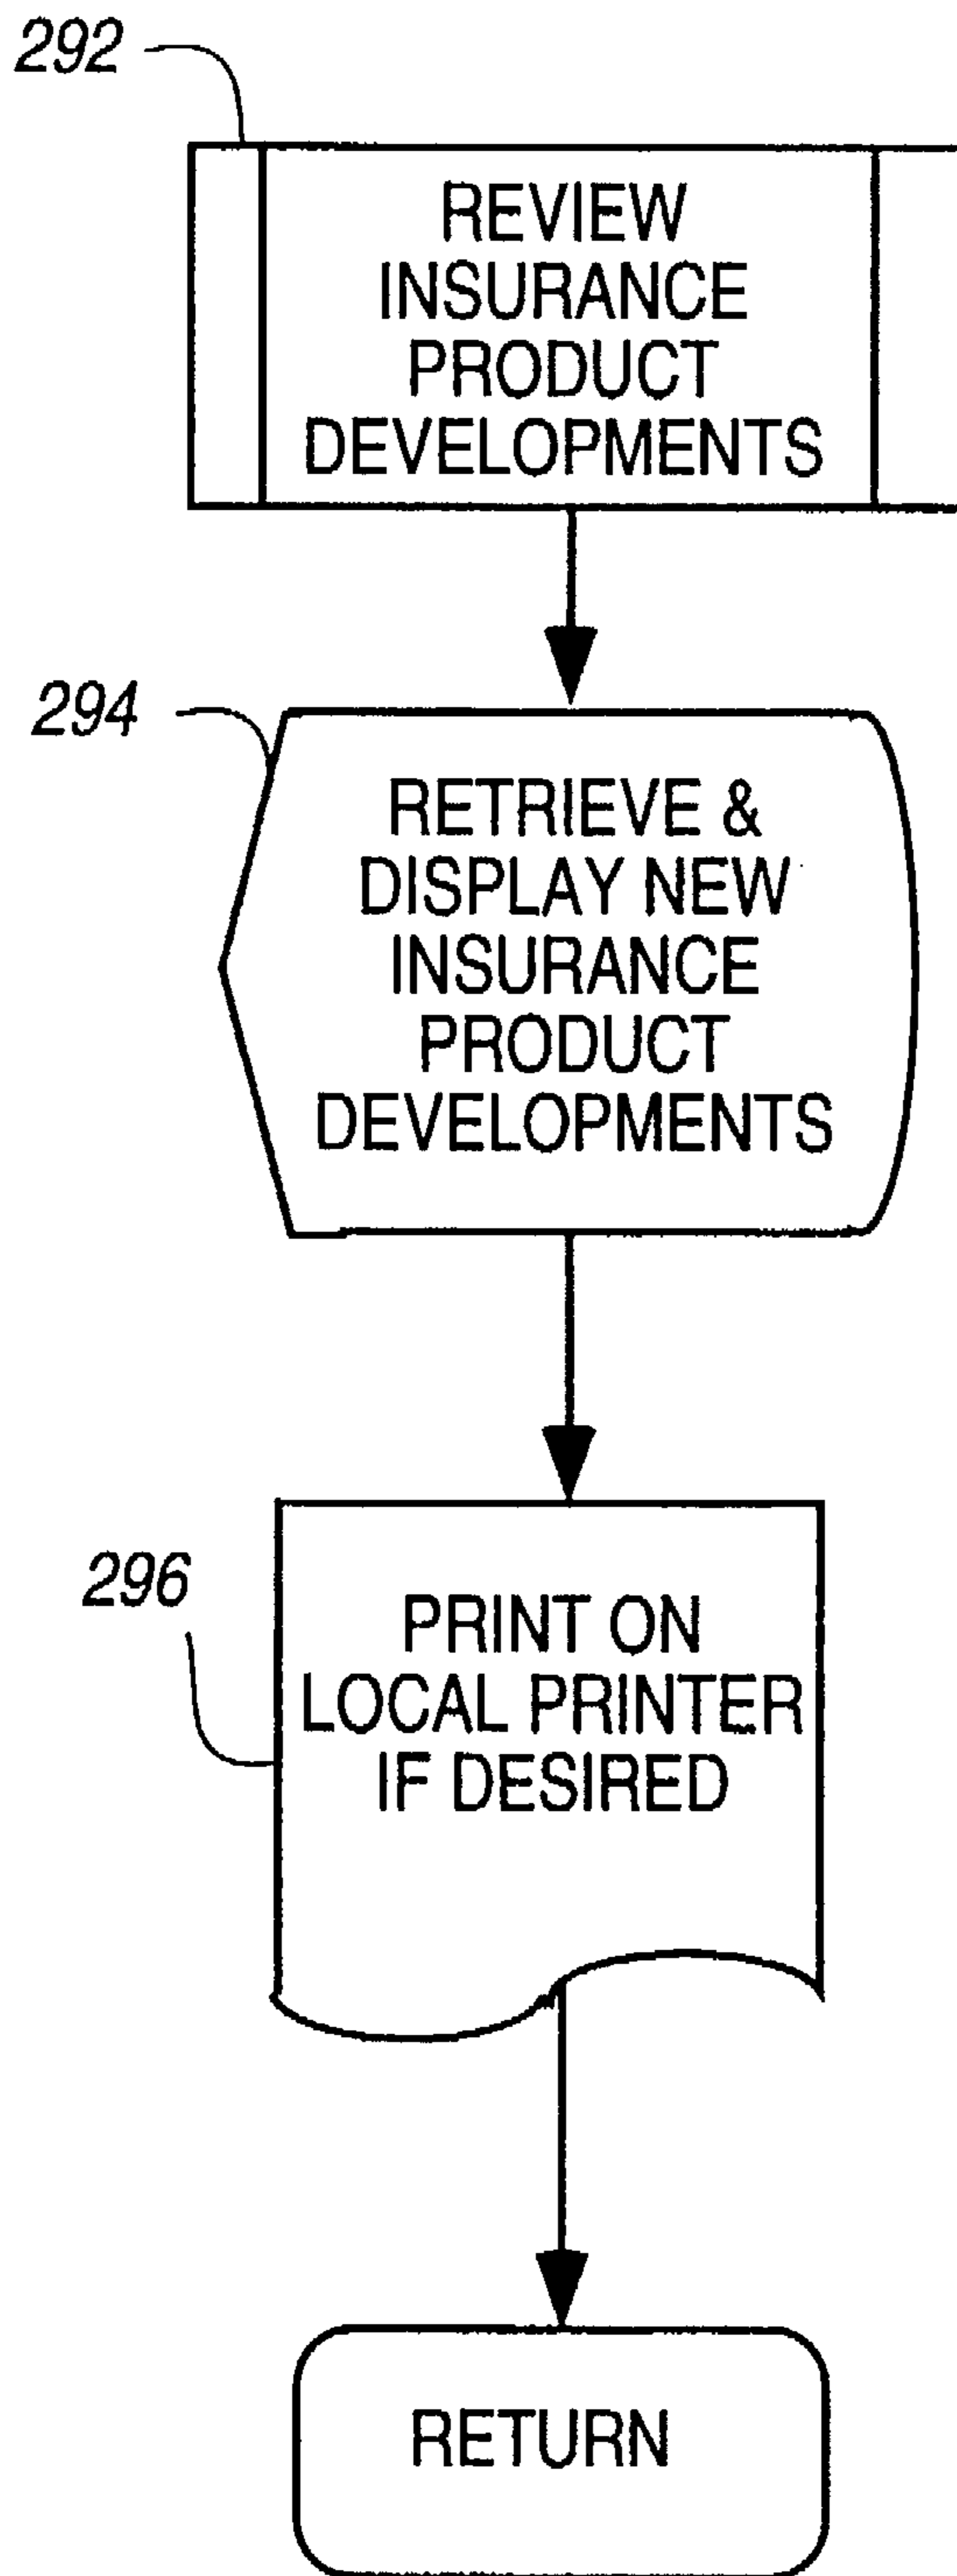 292
REVIEW
INSURANCE
PRODUCT
DEVELOPMENTS
294
RETRIEVE &
DISPLAY NEW
INSURANCE
PRODUCT
DEVELOPMENTS
296
PRINT ON
LOCAL PRINTER
IF DESIRED
RETURN